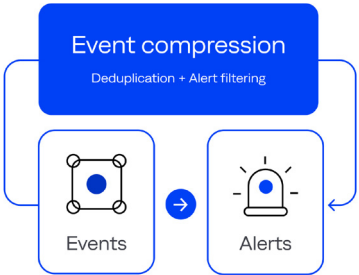 Event compression
Deduplication + Alert filtering
Events
Alerts